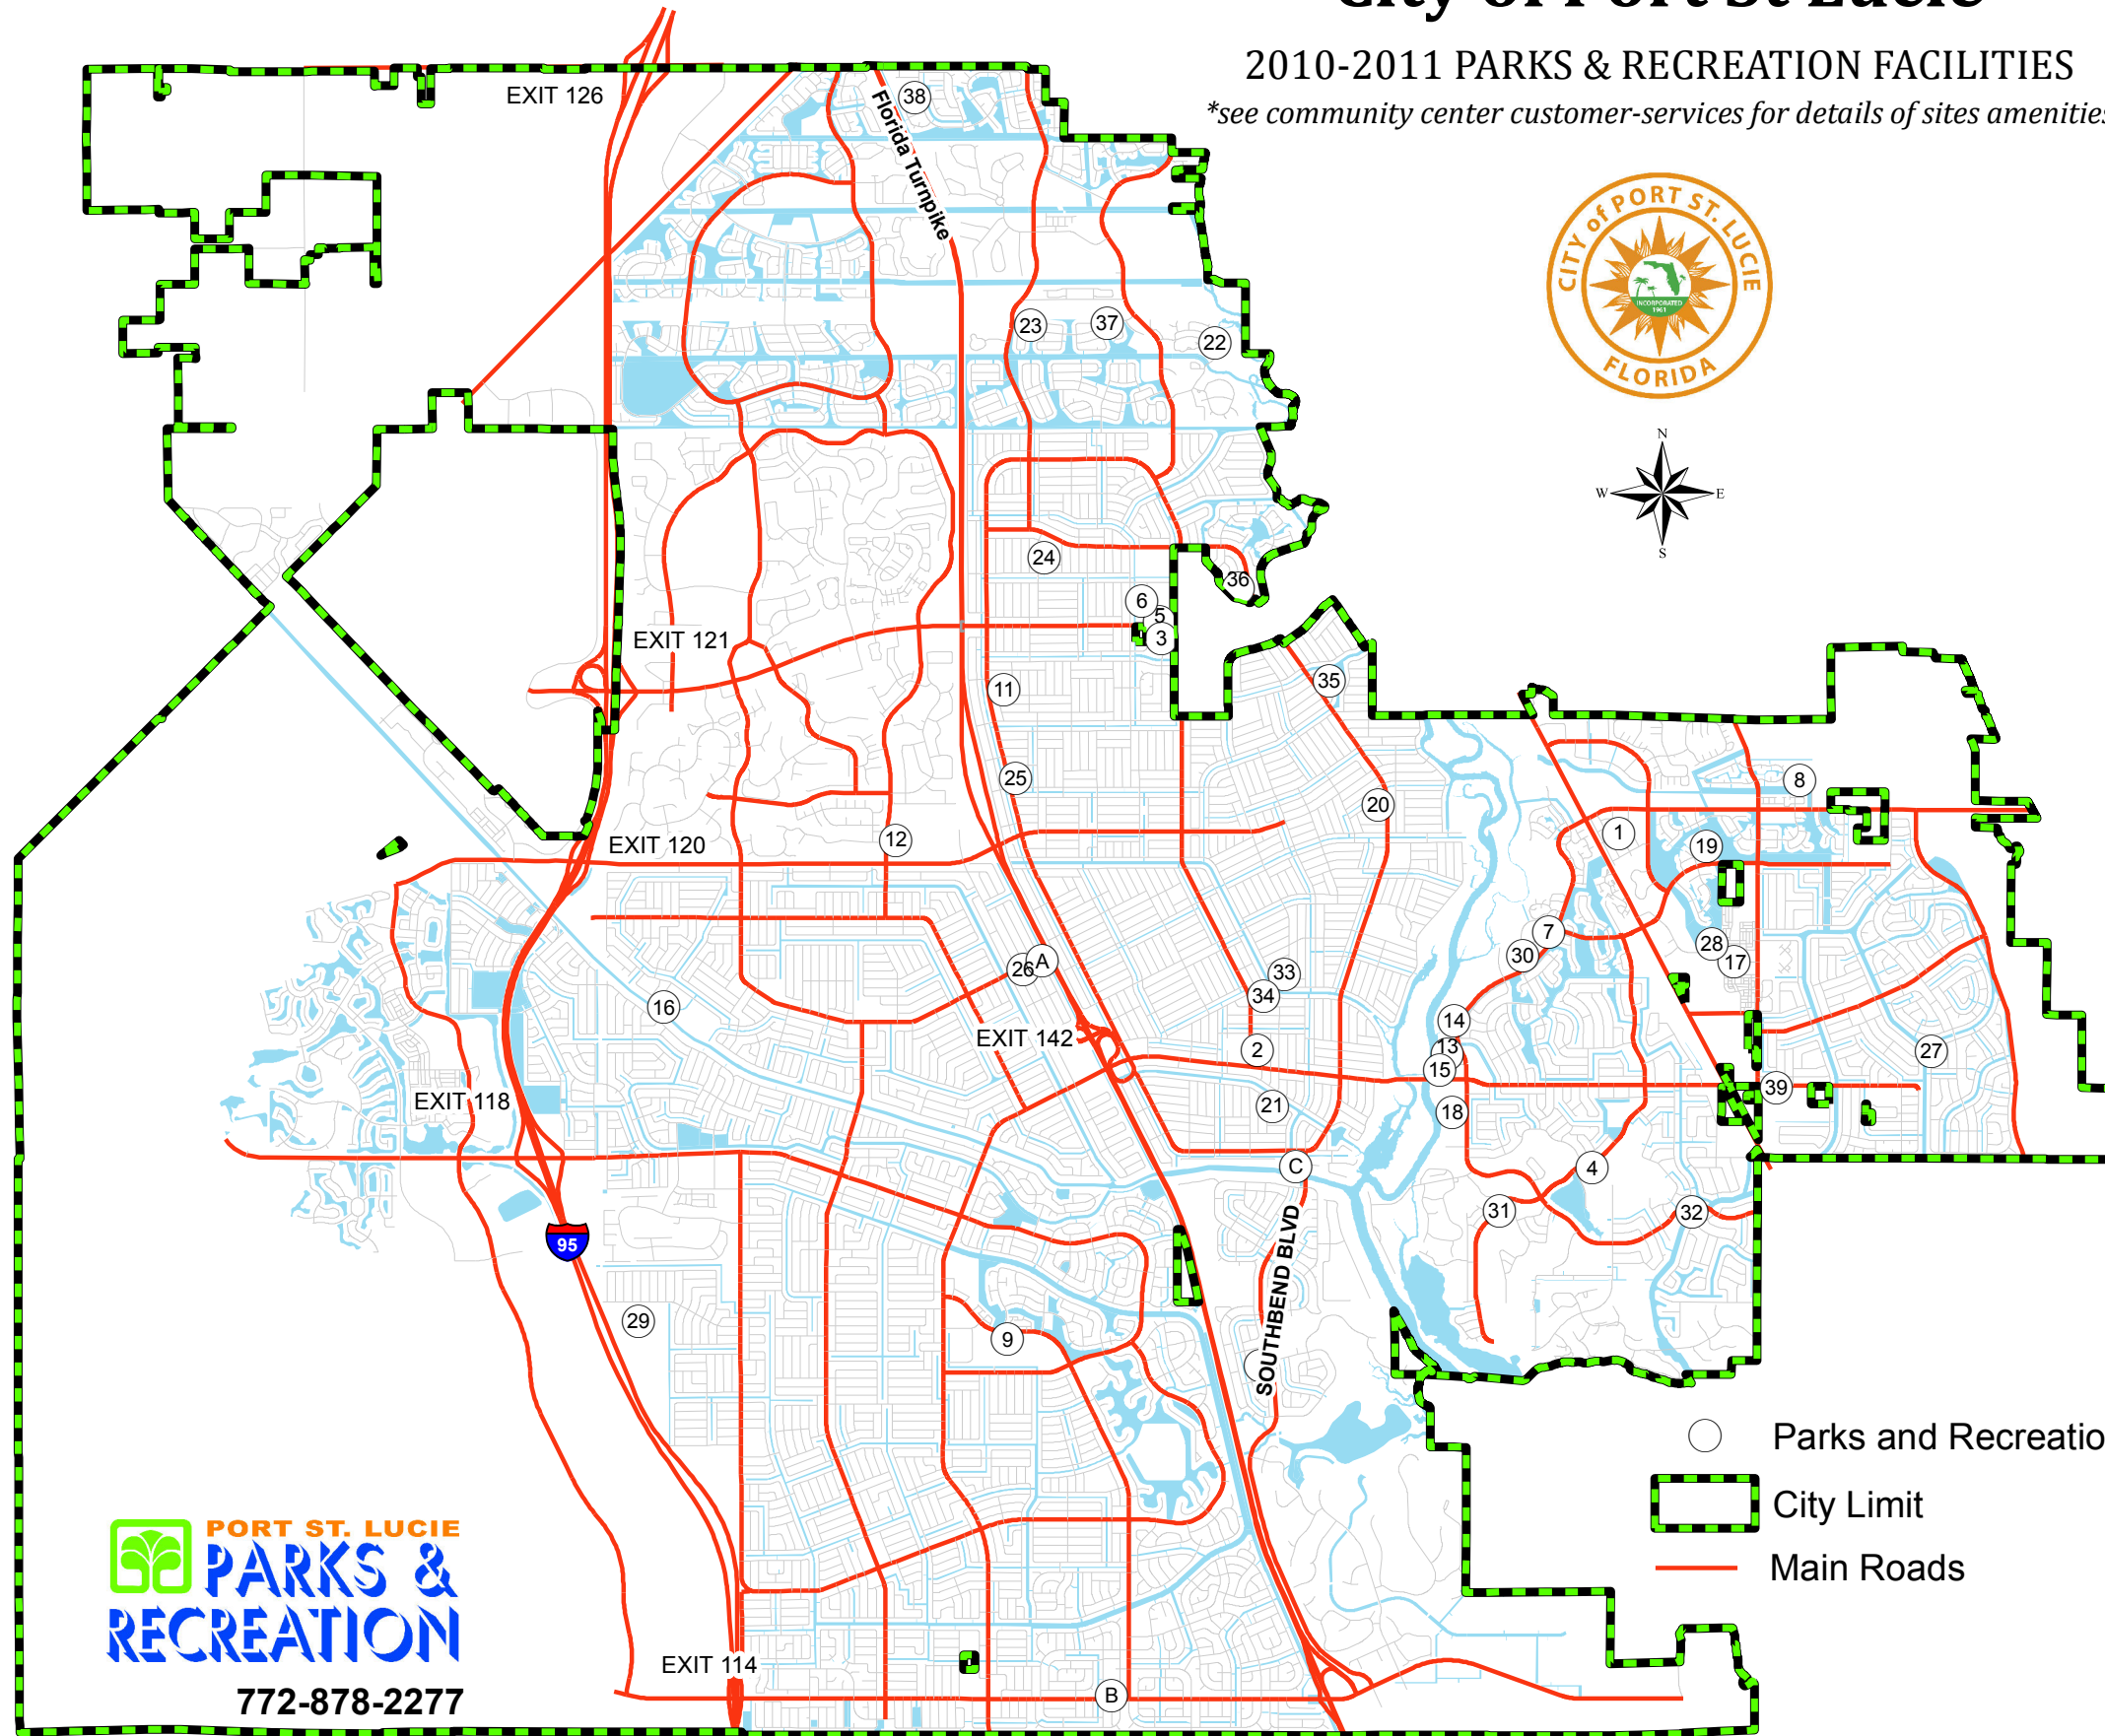 City of Port St Lucie
2010-2011 PARKS & RECREATION FACILITIES
*see community center customer-services for details of sites amenities
EXIT 126
38
Florida Turnpike
CITY of PORT ST. LUCIE
INCORPORATED
1961
FLORIDA
23
37
22
N
W
E
S
24
36
6
5
3
EXIT 121
11
35
25
8
20
12
1
19
EXIT 120
7
28
30
17
26
A
33
34
16
14
EXIT 142
2
13
27
15
39
EXIT 118
21
18
C
4
31
32
95
SOUTHBEND BLVD
29
9
Parks and Recreatio
City Limit
Main Roads
PORT ST. LUCIE
PARKS &
RECREATION
EXIT 114
B
772-878-2277